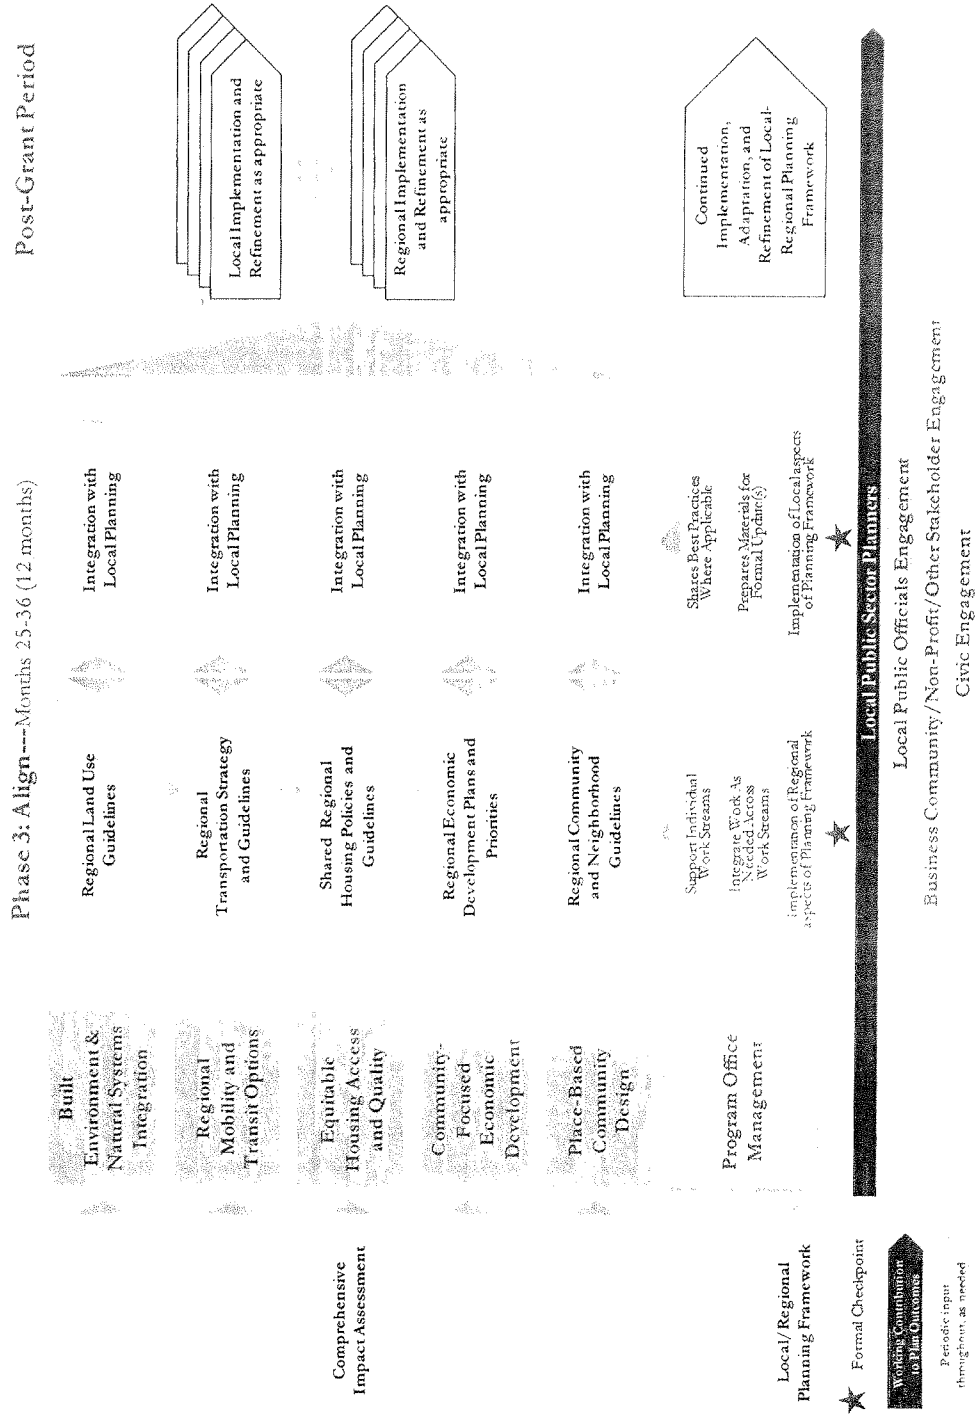 Phase 3: Align---Months 25-36 (12 months)
Post-Grant Period
Comprehensive
Impact Assessment
Built
Environment &
Natural Systems
Integration
Regional Land Use
Guidelines
Integration with
Local Planning
Regional
Mobility and
Transit Options
Regional
Transportation Strategy
and Guidelines
Integration with
Local Planning
Local Implementation and
Refinement as appropriate
Equitable
Housing Access
and Quality
Shared Regional
Housing Policies and
Guidelines
Integration with
Local Planning
Regional Implementation
and Refinement as
appropriate
Community-
Focused
Economic
Development
Regional Economic
Development Plans and
Priorities
Integration with
Local Planning
Place-Based
Community
Design
Regional Community
and Neighborhood
Guidelines
Integration with
Local Planning
Local/Regional
Planning Framework
Program Office
Management
Support Individual
Work Streams
Integrate Work As
Needed Across
Work Streams
Implementation of Regional
aspects of Planning Framework
Shares Best Practices
Where Applicable
Prepares Materials for
Formal Update(s)
Implementation of Local aspects
of Planning Framework
Continued
Implementation,
Adaptation, and
Refinement of Local-
Regional Planning
Framework
Formal Checkpoint
Local Public Sector Planners
Working Contribution
to Plan Outcomes
Local Public Officials Engagement
Business Community/Non-Profit/Other Stakeholder Engagement
Civic Engagement
Periodic input
throughout, as needed